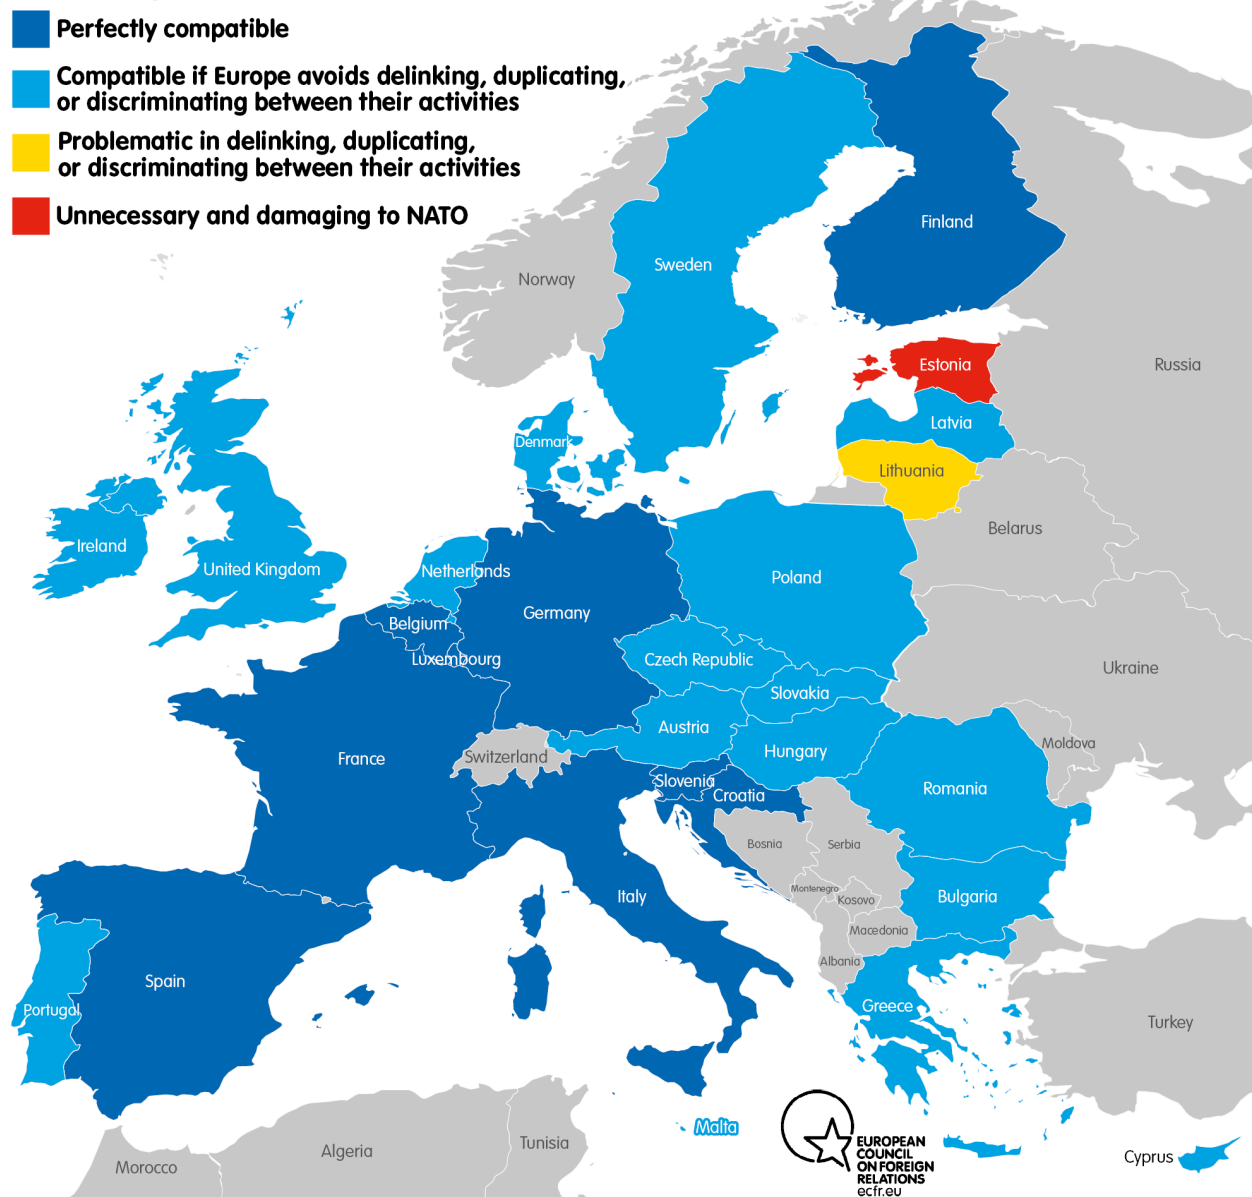 Perfectly compatible
Compatible if Europe avoids delinking, duplicating,
or discriminating between their activities
Problematic in delinking, duplicating,
or discriminating between their activities
Unnecessary and damaging to NATO
Finland
Sweden
Norway
Estonia
Russia
Latvia
Denmark
Lithuania
Belarus
Ireland
United Kingdom
Netherlands
Poland
Germany
Belgium
Luxembourg
Czech Republic
Ukraine
Slovakia
Austria
Moldova
Hungary
France
Switzerland
Slovenia
Croatia
Romania
Bosnia
Serbia
Montenegro
Kosovo
Bulgaria
Italy
Macedonia
Albania
Spain
Portugal
Greece
Turkey
Malta
Cyprus
Tunisia
Algeria
Morocco
EUROPEAN
COUNCIL
ON FOREIGN
RELATIONS
ecfr.eu